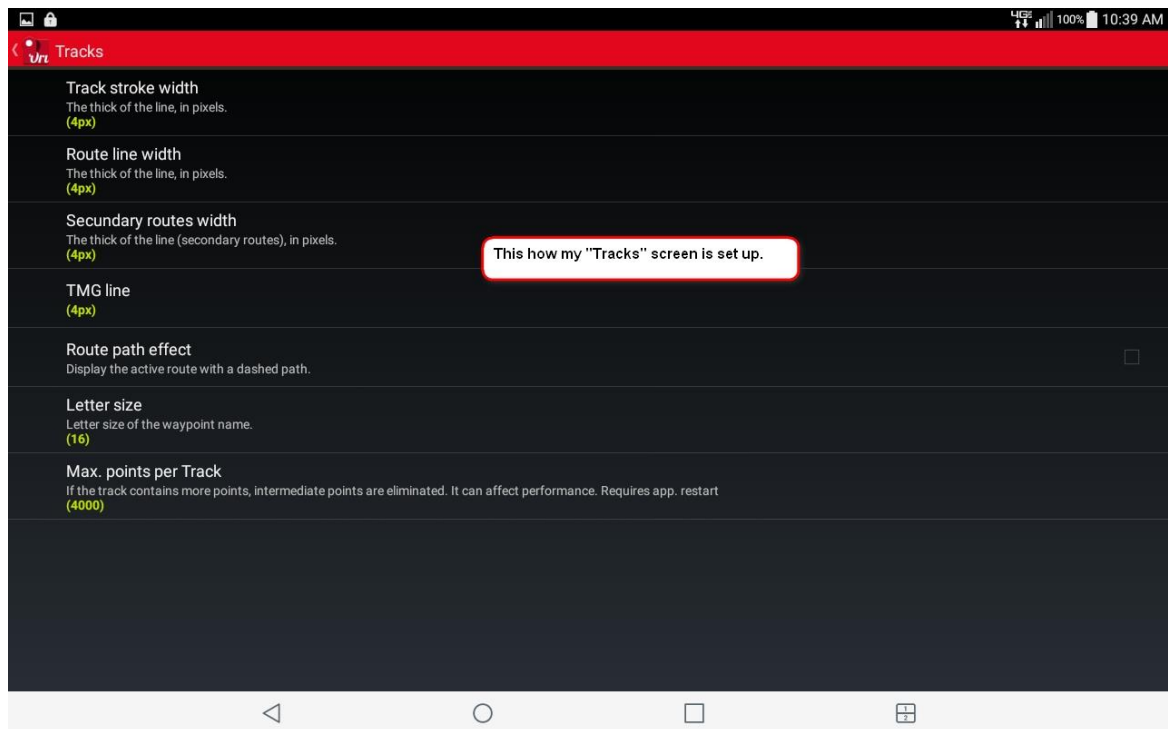 4GE 100% 10:39 AM
Tracks
Track stroke width
The thick of the line, in pixels.
(4px)
Route line width
The thick of the line, in pixels.
(4px)
Secundary routes width
The thick of the line (secondary routes), in pixels.
(4px)
This how my "Tracks" screen is set up.
TMG line
(4px)
Route path effect
Display the active route with a dashed path.
Letter size
Letter size of the waypoint name.
(16)
Max. points per Track
If the track contains more points, intermediate points are eliminated. It can affect performance. Requires app. restart
(4000)
1
2